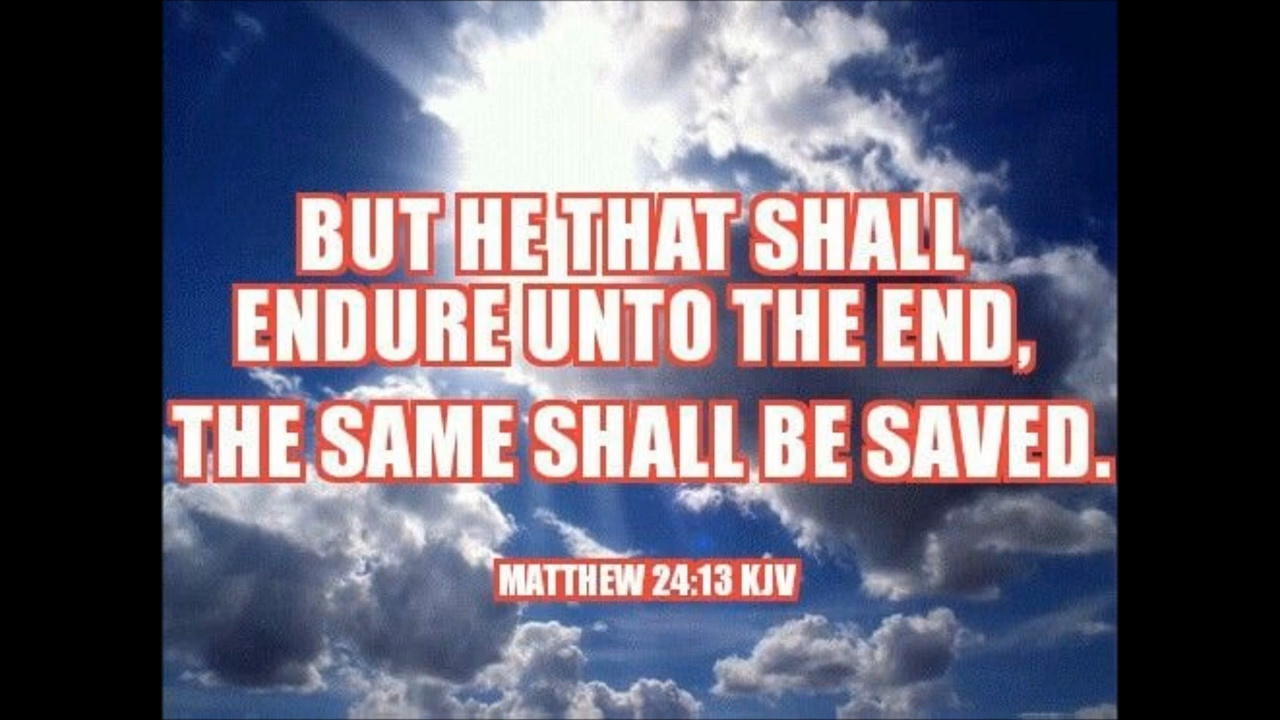 BUT HE THAT SHALL
ENDURE UNTO THE END,
THE SAME SHALL BE SAVED.
MATTHEW 24:13 KJV